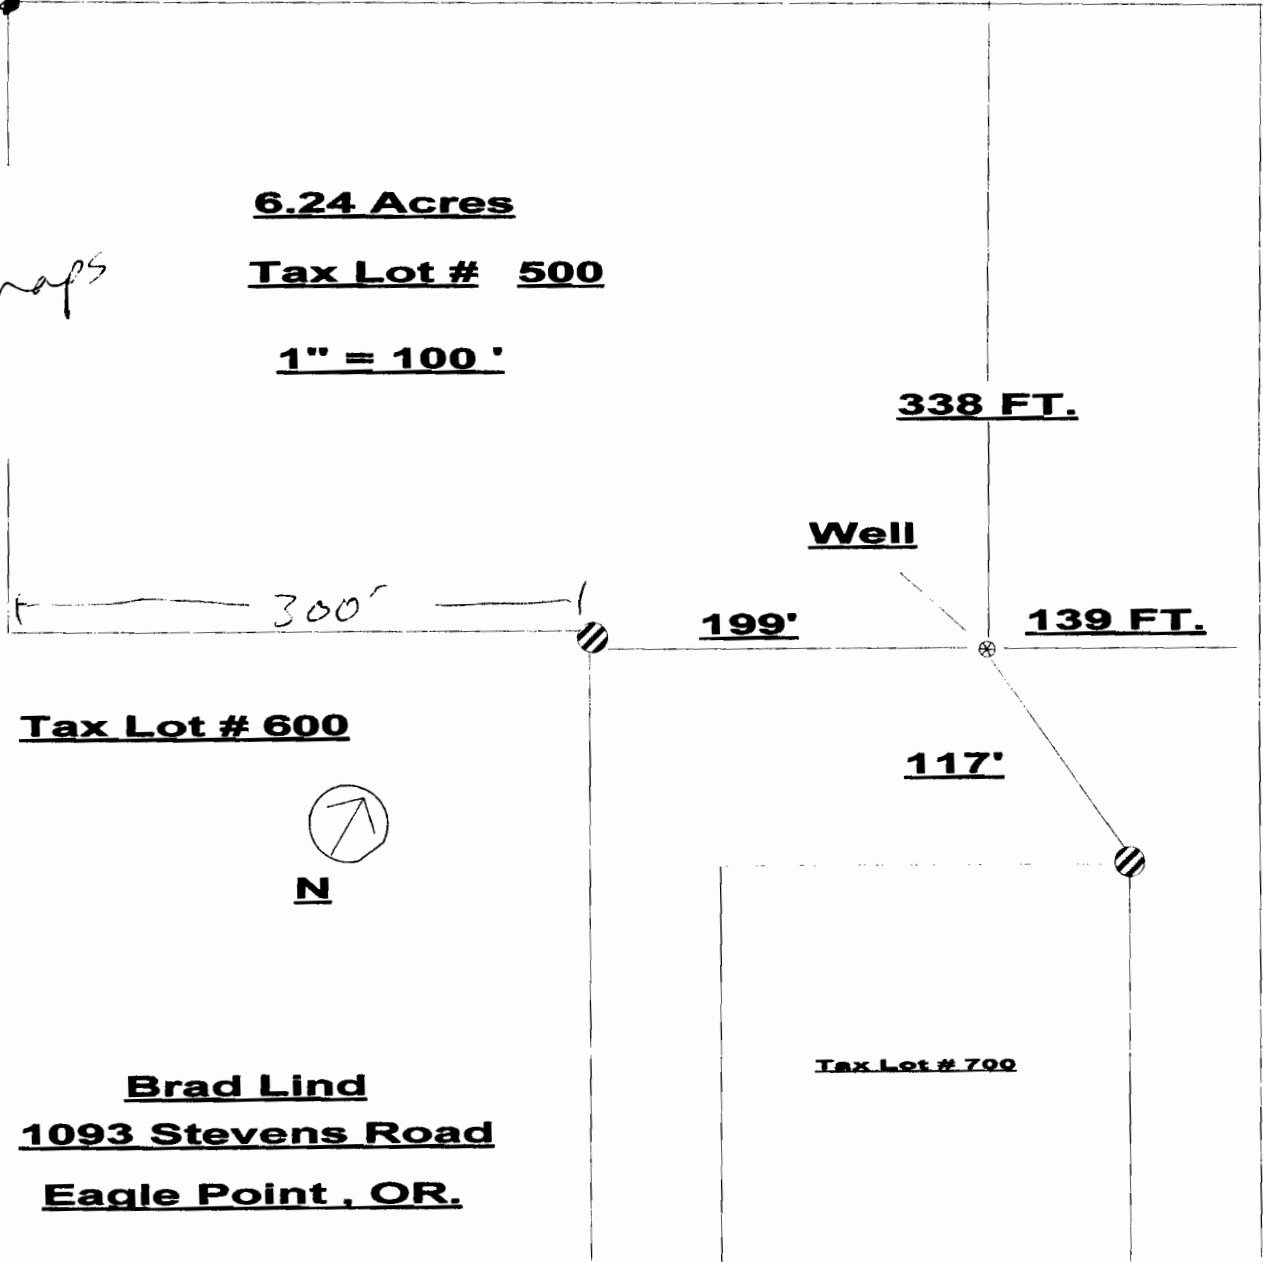 6.24 Acres
Tax Lot # 500
1" = 100 '
338 FT.
Well
300'
199'
139 FT.
Tax Lot # 600
117'
N
Tax Lot # 700
Brad Lind
1093 Stevens Road
Eagle Point , OR.